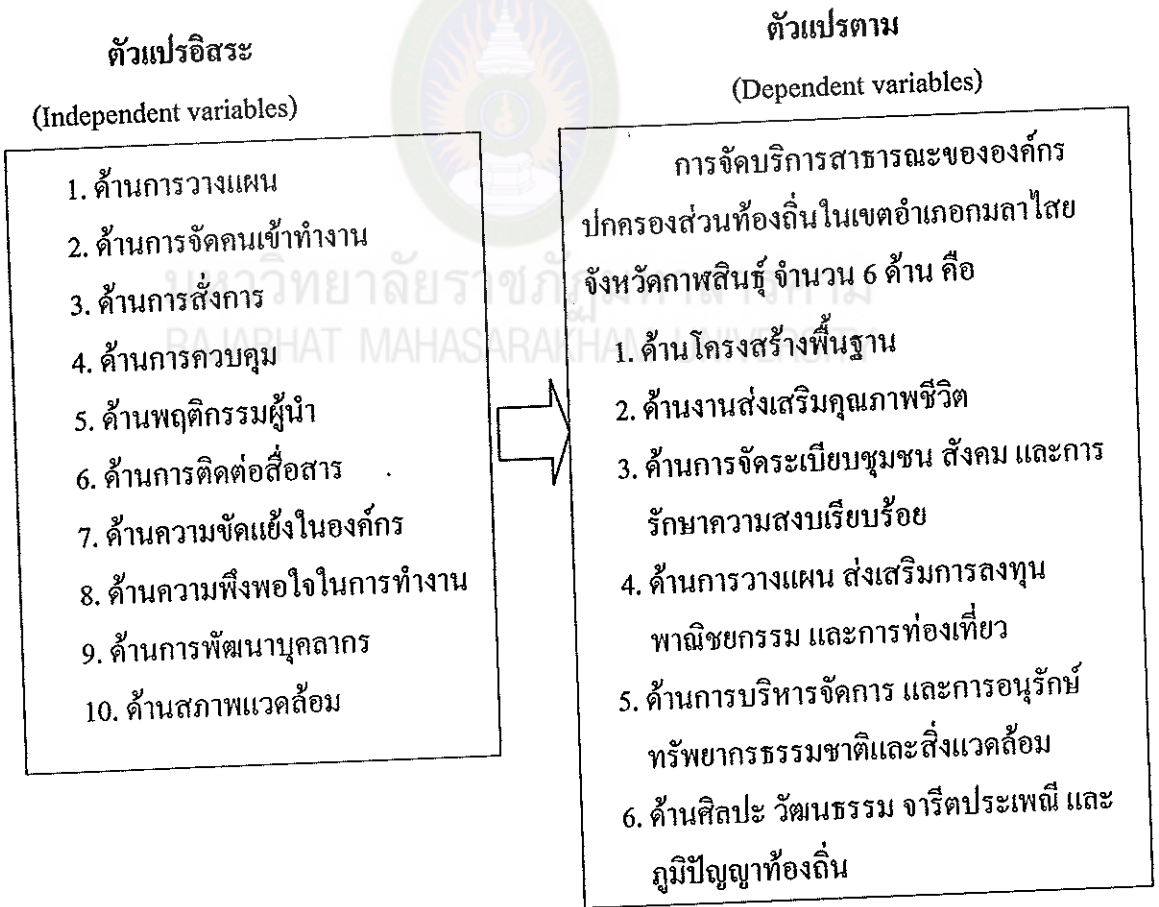 ตัวแปรอิสระ
(Independent variables)
1. ด้านการวางแผน
2. ด้านการจัดคนเข้าทำงาน
3. ด้านการสั่งการ
4. ด้านการควบคุม
5. ด้านพฤติกรรมผู้นำ
6. ด้านการติดต่อสื่อสาร
7. ด้านความขัดแย้งในองค์กร
8. ด้านความพึงพอใจในการทำงาน
9. ด้านการพัฒนาบุคลากร
10. ด้านสภาพแวดล้อม
ตัวแปรตาม
(Dependent variables)
การจัดบริการสาธารณะขององค์กร
ปกครองส่วนท้องถิ่นในเขตอำเภอกมลาไสย
จังหวัดกาฬสินธุ์ จำนวน 6 ด้าน คือ
1. ด้านโครงสร้างพื้นฐาน
2. ด้านงานส่งเสริมคุณภาพชีวิต
3. ด้านการจัดระเบียบชุมชน สังคม และการ
รักษาความสงบเรียบร้อย
4. ด้านการวางแผน ส่งเสริมการลงทุน
พาณิชยกรรม และการท่องเที่ยว
5. ด้านการบริหารจัดการ และการอนุรักษ์
ทรัพยากรธรรมชาติและสิ่งแวดล้อม
6. ด้านศิลปะ วัฒนธรรม จารีตประเพณี และ
ภูมิปัญญาท้องถิ่น
มหาวิทยาลัยราชภัฏมหาสารคาม
RAJABHAT MAHASARAKHAM UNIVERSITY